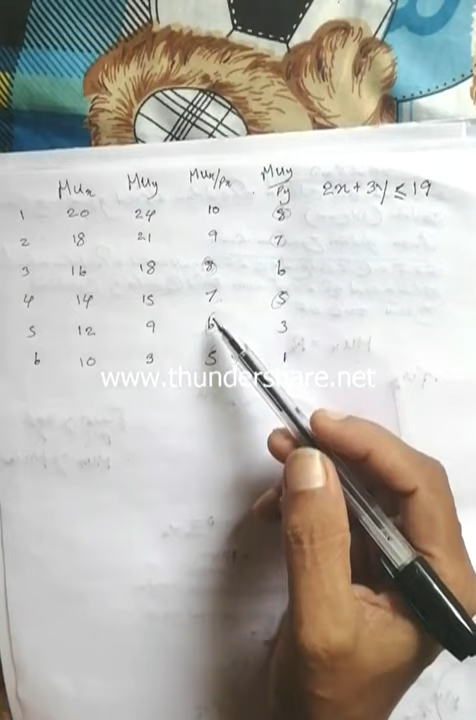 MUx MUy MUx/Px MUy/Py 2x+3y ≤ 19
1 20 24 10 8
2 18 21 9 7
3 16 18 8 6
4 14 15 7 5
5 12 9 6 3
6 10 3 5 1
www.thundershare.net